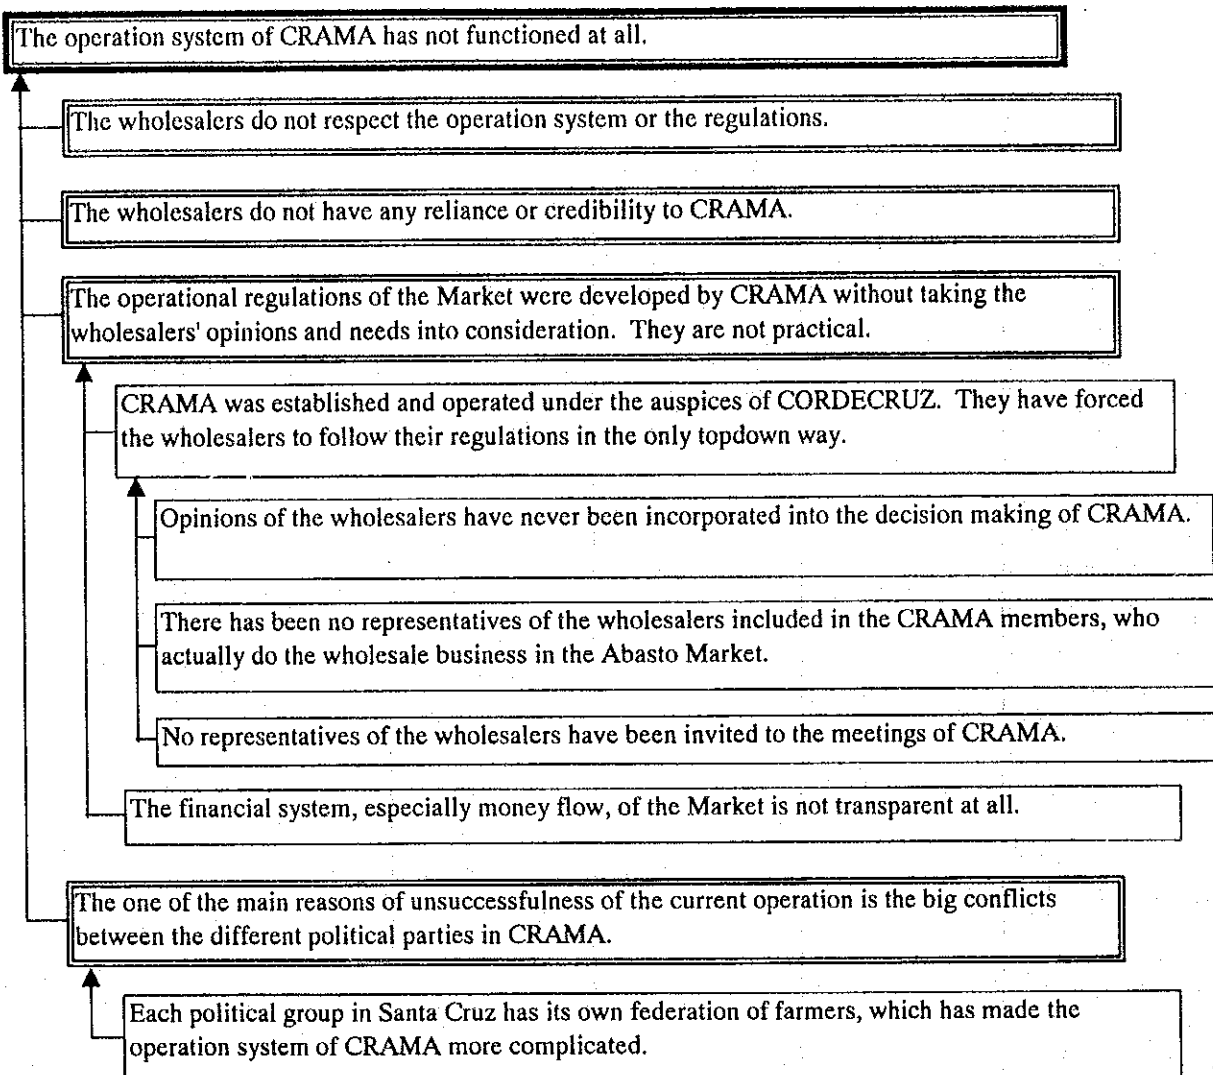 The operation system of CRAMA has not functioned at all.
The wholesalers do not respect the operation system or the regulations.
The wholesalers do not have any reliance or credibility to CRAMA.
The operational regulations of the Market were developed by CRAMA without taking the
wholesalers' opinions and needs into consideration. They are not practical.
CRAMA was established and operated under the auspices of CORDECRUZ. They have forced
the wholesalers to follow their regulations in the only topdown way.
Opinions of the wholesalers have never been incorporated into the decision making of CRAMA.
There has been no representatives of the wholesalers included in the CRAMA members, who
actually do the wholesale business in the Abasto Market.
No representatives of the wholesalers have been invited to the meetings of CRAMA.
The financial system, especially money flow, of the Market is not transparent at all.
The one of the main reasons of unsuccessfulness of the current operation is the big conflicts
between the different political parties in CRAMA.
Each political group in Santa Cruz has its own federation of farmers, which has made the
operation system of CRAMA more complicated.